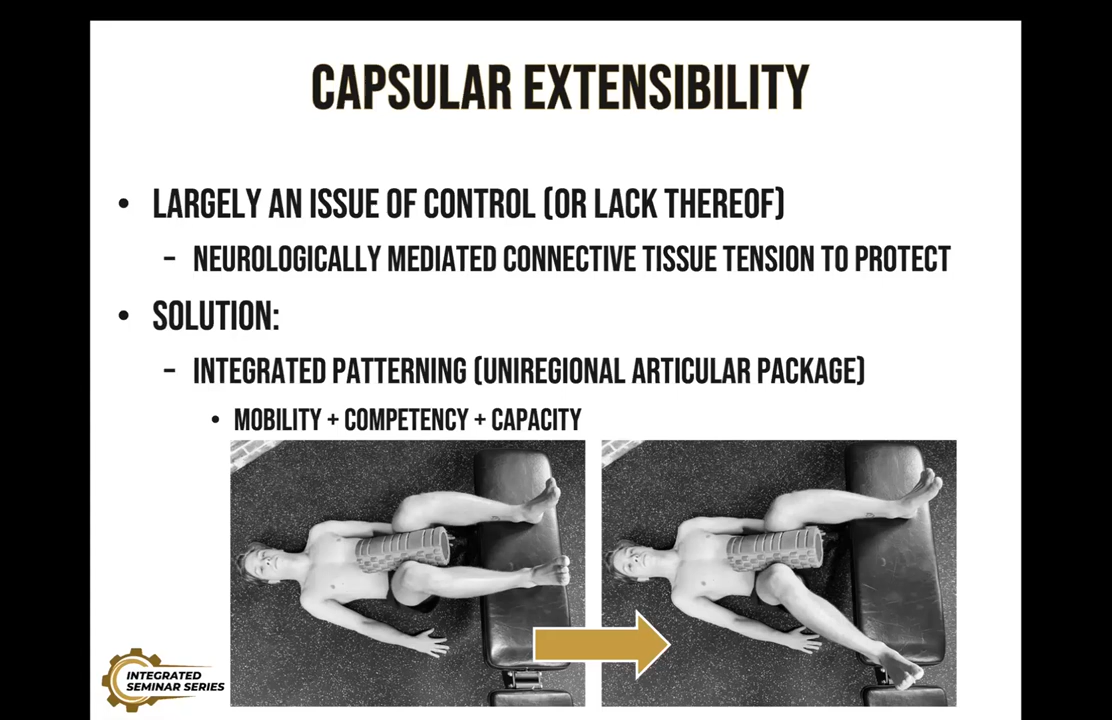 CAPSULAR EXTENSIBILITY
• LARGELY AN ISSUE OF CONTROL (OR LACK THEREOF)
– NEUROLOGICALLY MEDIATED CONNECTIVE TISSUE TENSION TO PROTECT
• SOLUTION:
– INTEGRATED PATTERNING (UNIREGIONAL ARTICULAR PACKAGE)
• MOBILITY + COMPETENCY + CAPACITY
INTEGRATED
SEMINAR SERIES